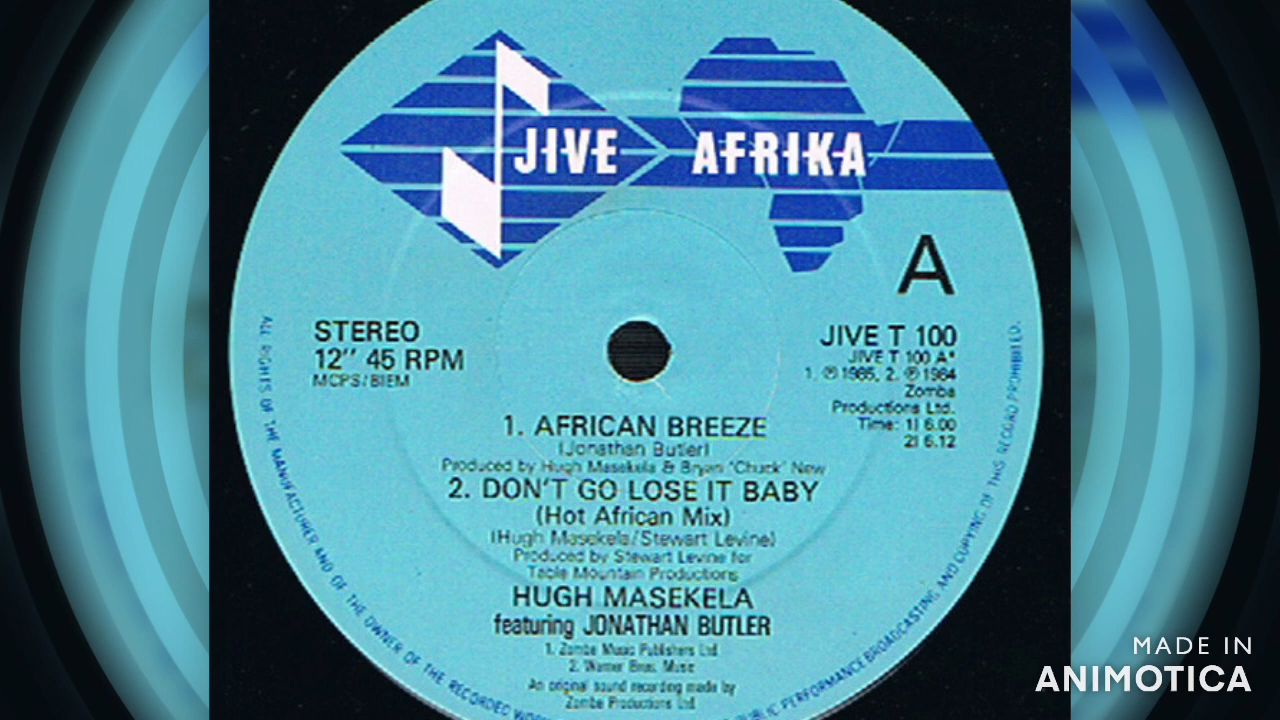 JIVE AFRIKA
A
STEREO
12" 45 RPM
MCPS/BIEM
JIVE T 100
JIVE T 100 A*
1. ℗ 1985, 2. ℗ 1984
Zomba
Productions Ltd.
Time: 1) 6.00
2) 6.12
1. AFRICAN BREEZE
(Jonathan Butler)
Produced by Hugh Masekela & Bryan 'Chuck' New
2. DON'T GO LOSE IT BABY
(Hot African Mix)
(Hugh Masekela/Stewart Levine)
Produced by Stewart Levine for
Table Mountain Productions
HUGH MASEKELA
featuring JONATHAN BUTLER
1. Zomba Music Publishers Ltd
2. Warner Bros. Music
An original sound recording made by
Zomba Productions Ltd
ALL RIGHTS OF THE MANUFACTURER AND OF THE OWNER OF THE RECORDED
PUBLIC PERFORMANCE BROADCASTING AND COPYING OF THIS RECORD PROHIBITED.
MADE IN
ANIMOTICA